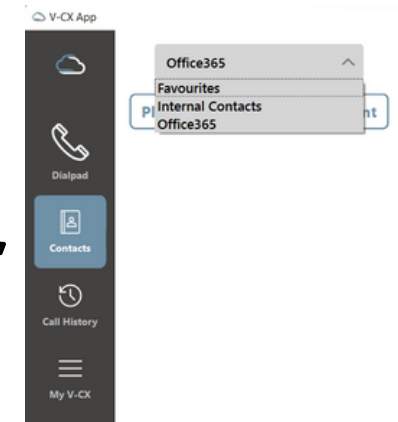 V-CX App
Office365
Favourites
Internal Contacts
Office365
Dialpad
Contacts
Call History
My V-CX